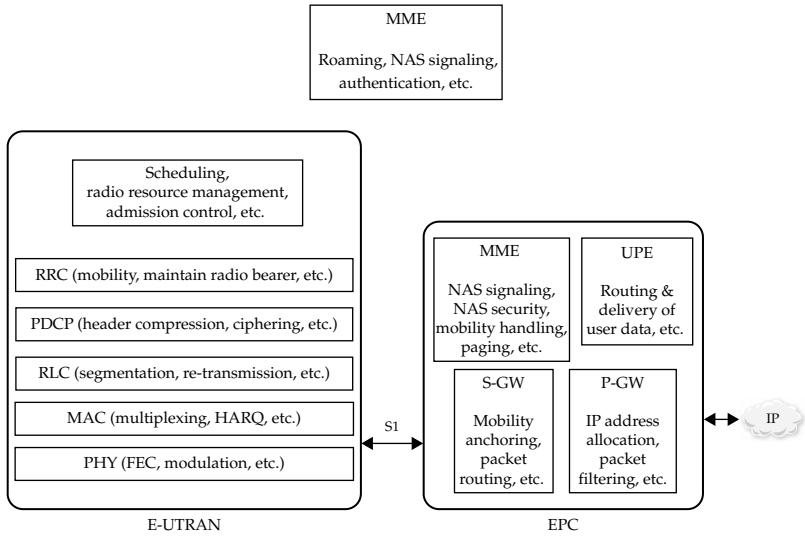 MME
Roaming, NAS signaling,
authentication, etc.
Scheduling,
radio resource management,
admission control, etc.
RRC (mobility, maintain radio bearer, etc.)
PDCP (header compression, ciphering, etc.)
RLC (segmentation, re-transmission, etc.)
MAC (multiplexing, HARQ, etc.)
PHY (FEC, modulation, etc.)
E-UTRAN
S1
MME
NAS signaling,
NAS security,
mobility handling,
paging, etc.
UPE
Routing &
delivery of
user data, etc.
S-GW
Mobility
anchoring,
packet
routing, etc.
P-GW
IP address
allocation,
packet
filtering, etc.
EPC
IP